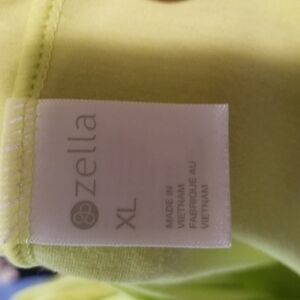 zella
XL
MADE IN
VIETNAM
FABRIQUÉ AU
VIETNAM